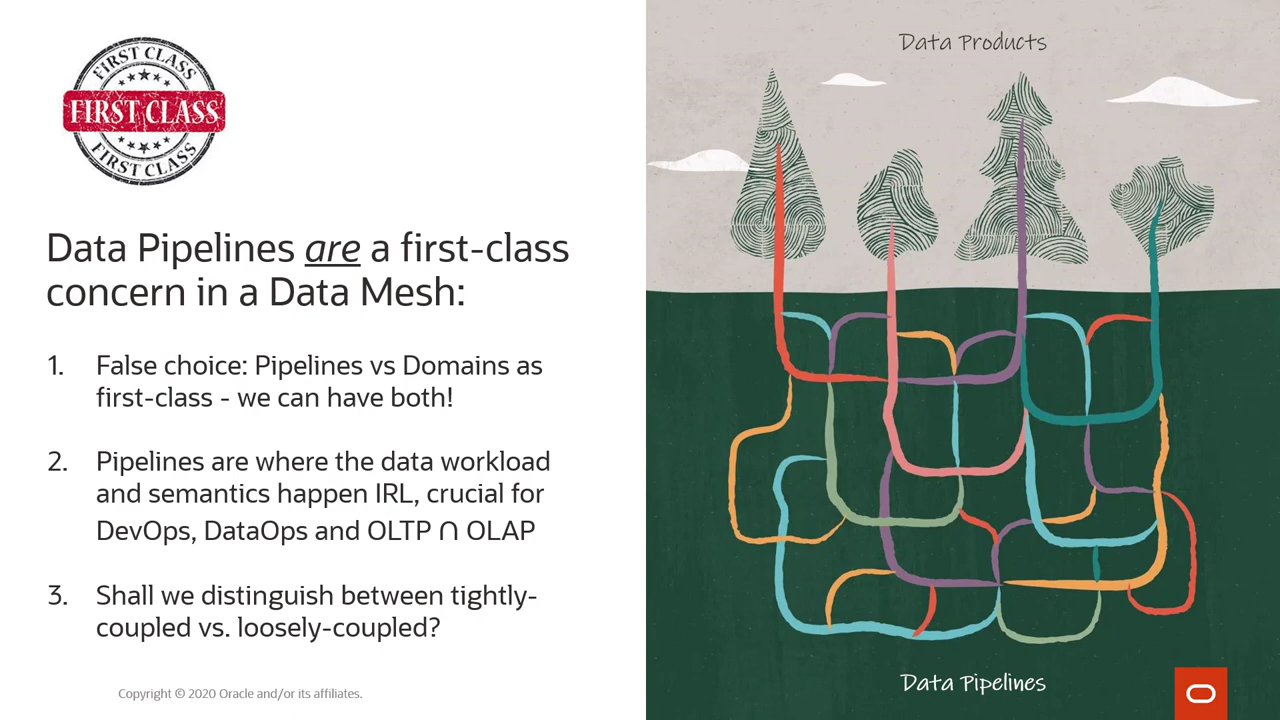 FIRST CLASS
FIRST CLASS
FIRST CLASS
Data Pipelines are a first-class
concern in a Data Mesh:
1. False choice: Pipelines vs Domains as
first-class - we can have both!
2. Pipelines are where the data workload
and semantics happen IRL, crucial for
DevOps, DataOps and OLTP ∩ OLAP
3. Shall we distinguish between tightly-
coupled vs. loosely-coupled?
Copyright © 2020 Oracle and/or its affiliates.
Data Products
Data Pipelines